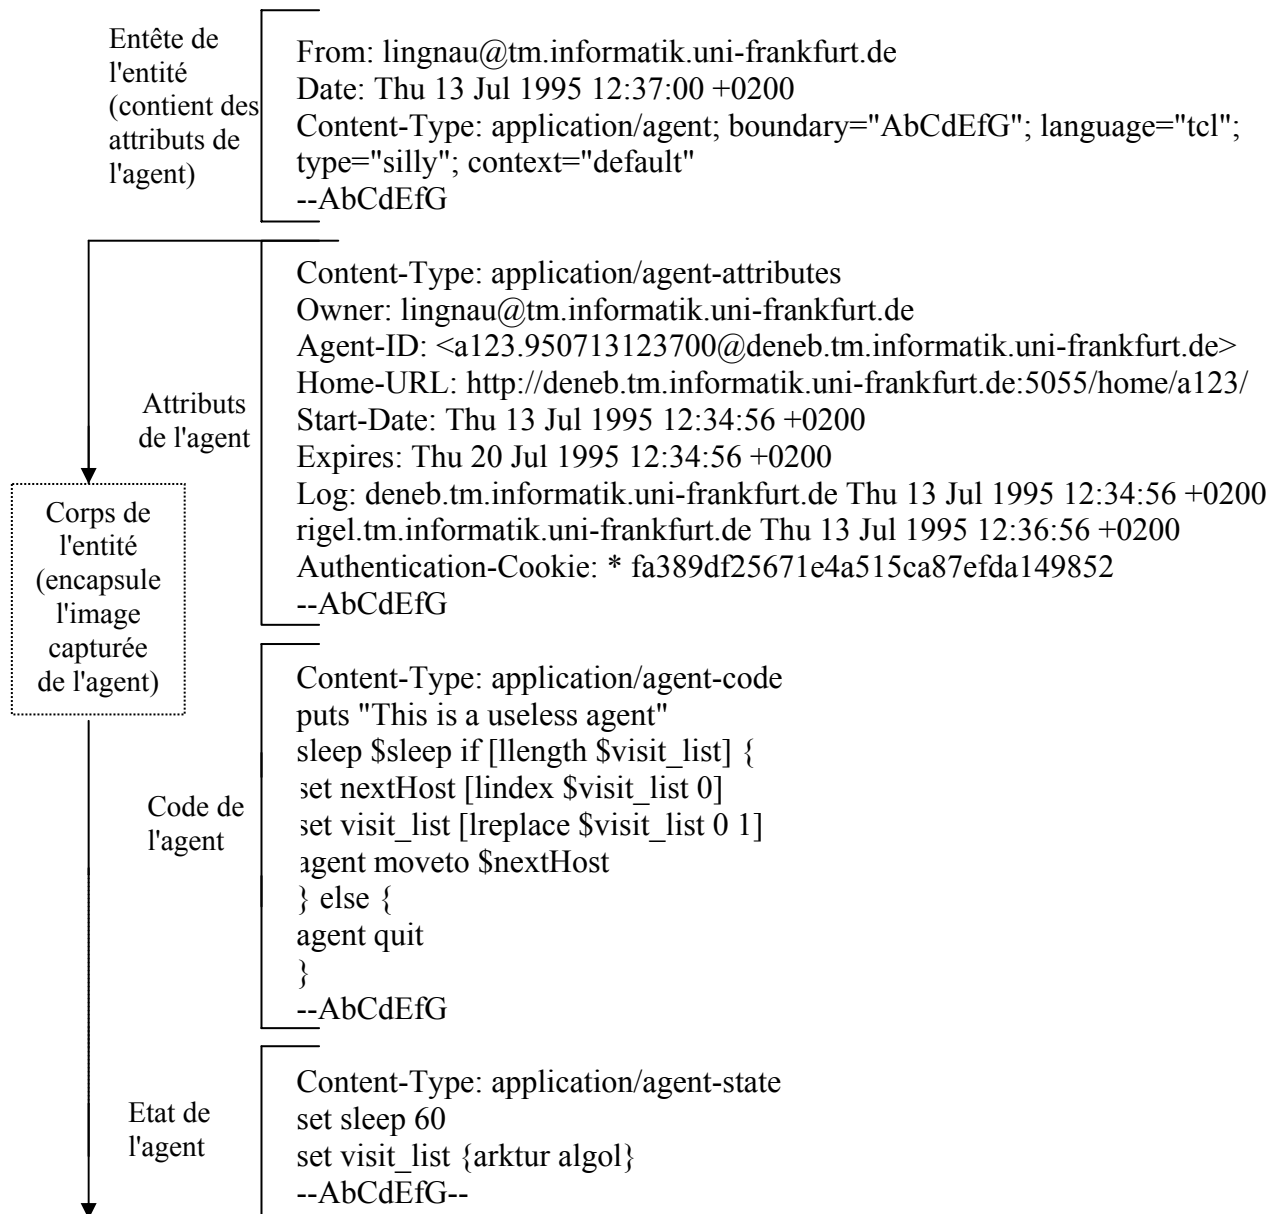 Entête de
l'entité
(contient des
attributs de
l'agent)
From: lingnau@tm.informatik.uni-frankfurt.de
Date: Thu 13 Jul 1995 12:37:00 +0200
Content-Type: application/agent; boundary="AbCdEfG"; language="tcl";
type="silly"; context="default"
--AbCdEfG
Attributs
de l'agent
Content-Type: application/agent-attributes
Owner: lingnau@tm.informatik.uni-frankfurt.de
Agent-ID: <a123.950713123700@deneb.tm.informatik.uni-frankfurt.de>
Home-URL: http://deneb.tm.informatik.uni-frankfurt.de:5055/home/a123/
Start-Date: Thu 13 Jul 1995 12:34:56 +0200
Expires: Thu 20 Jul 1995 12:34:56 +0200
Log: deneb.tm.informatik.uni-frankfurt.de Thu 13 Jul 1995 12:34:56 +0200
rigel.tm.informatik.uni-frankfurt.de Thu 13 Jul 1995 12:36:56 +0200
Authentication-Cookie: * fa389df25671e4a515ca87efda149852
--AbCdEfG
Corps de
l'entité
(encapsule
l'image
capturée
de l'agent)
Code de
l'agent
Content-Type: application/agent-code
puts "This is a useless agent"
sleep $sleep if [llength $visit_list] {
set nextHost [lindex $visit_list 0]
set visit_list [lreplace $visit_list 0 1]
agent moveto $nextHost
} else {
agent quit
}
--AbCdEfG
Etat de
l'agent
Content-Type: application/agent-state
set sleep 60
set visit_list {arktur algol}
--AbCdEfG--